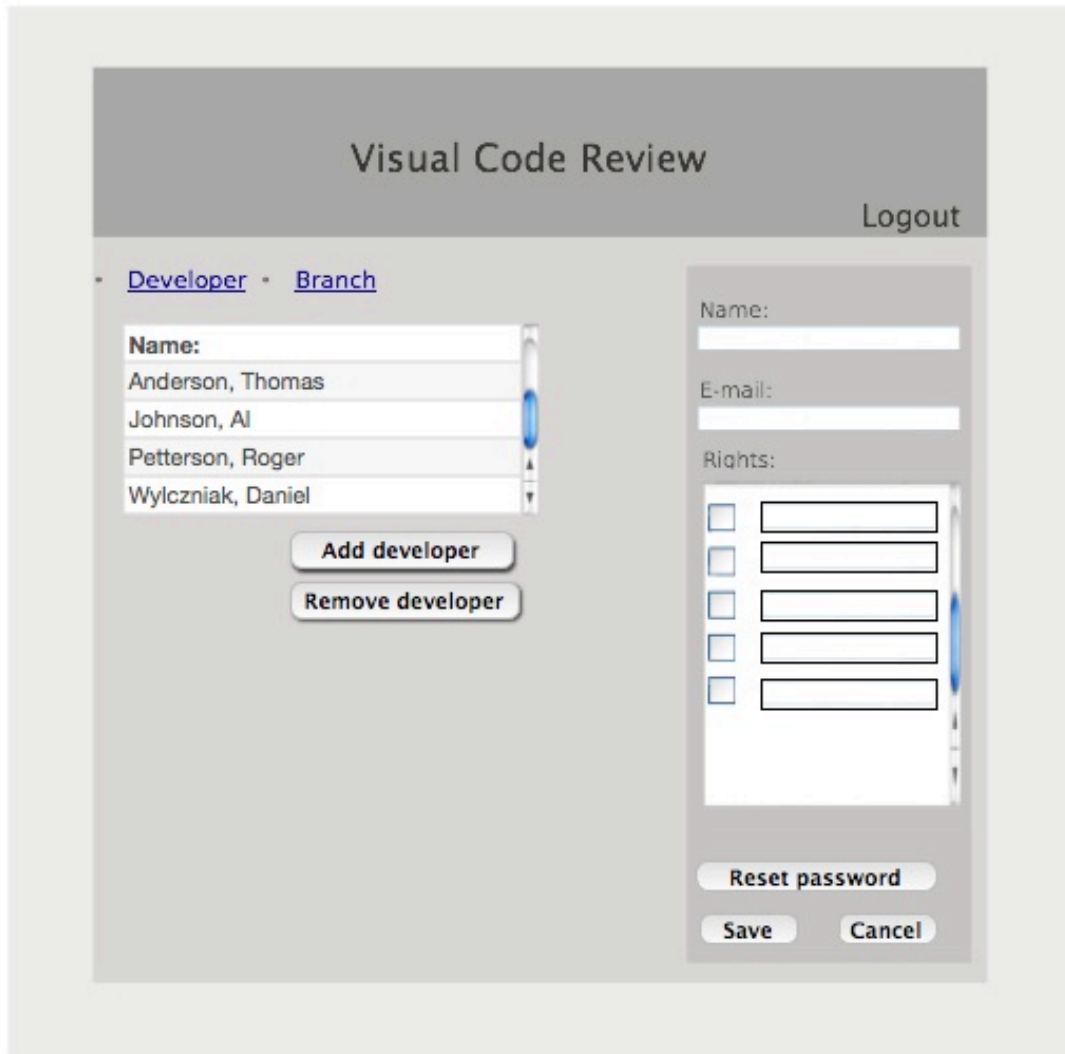 Visual Code Review
Logout
Developer Branch
Name:
Anderson, Thomas
Johnson, Al
Petterson, Roger
Wylczniak, Daniel
Add developer
Remove developer
Name:
E-mail:
Rights:
Reset password
Save Cancel